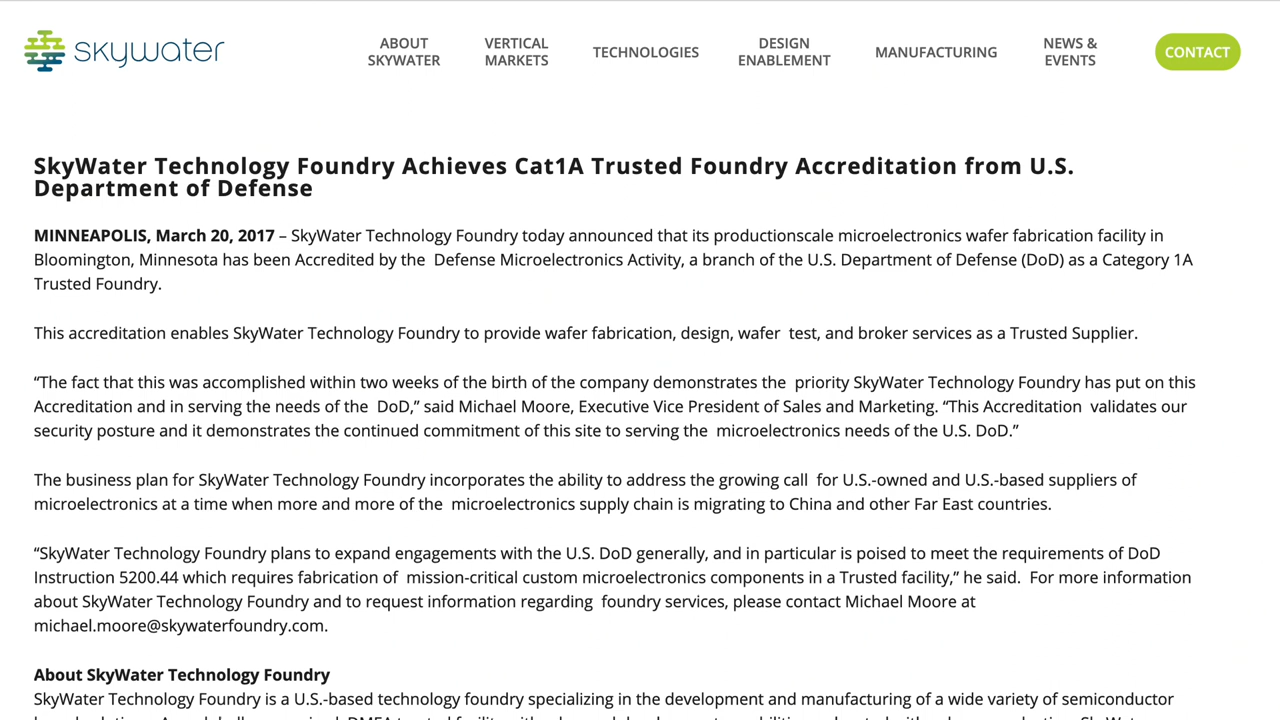 skywater
ABOUT
SKYWATER
VERTICAL
MARKETS
TECHNOLOGIES
DESIGN
ENABLEMENT
MANUFACTURING
NEWS &
EVENTS
CONTACT
SkyWater Technology Foundry Achieves Cat1A Trusted Foundry Accreditation from U.S.
Department of Defense
MINNEAPOLIS, March 20, 2017 – SkyWater Technology Foundry today announced that its productionscale microelectronics wafer fabrication facility in
Bloomington, Minnesota has been Accredited by the  Defense Microelectronics Activity, a branch of the U.S. Department of Defense (DoD) as a Category 1A
Trusted Foundry.
This accreditation enables SkyWater Technology Foundry to provide wafer fabrication, design, wafer  test, and broker services as a Trusted Supplier.
“The fact that this was accomplished within two weeks of the birth of the company demonstrates the  priority SkyWater Technology Foundry has put on this
Accreditation and in serving the needs of the  DoD,” said Michael Moore, Executive Vice President of Sales and Marketing. “This Accreditation  validates our
security posture and it demonstrates the continued commitment of this site to serving the  microelectronics needs of the U.S. DoD.”
The business plan for SkyWater Technology Foundry incorporates the ability to address the growing call  for U.S.-owned and U.S.-based suppliers of
microelectronics at a time when more and more of the  microelectronics supply chain is migrating to China and other Far East countries.
“SkyWater Technology Foundry plans to expand engagements with the U.S. DoD generally, and in particular is poised to meet the requirements of DoD
Instruction 5200.44 which requires fabrication of  mission-critical custom microelectronics components in a Trusted facility,” he said.  For more information
about SkyWater Technology Foundry and to request information regarding  foundry services, please contact Michael Moore at
michael.moore@skywaterfoundry.com.
About SkyWater Technology Foundry
SkyWater Technology Foundry is a U.S.-based technology foundry specializing in the development and manufacturing of a wide variety of semiconductor